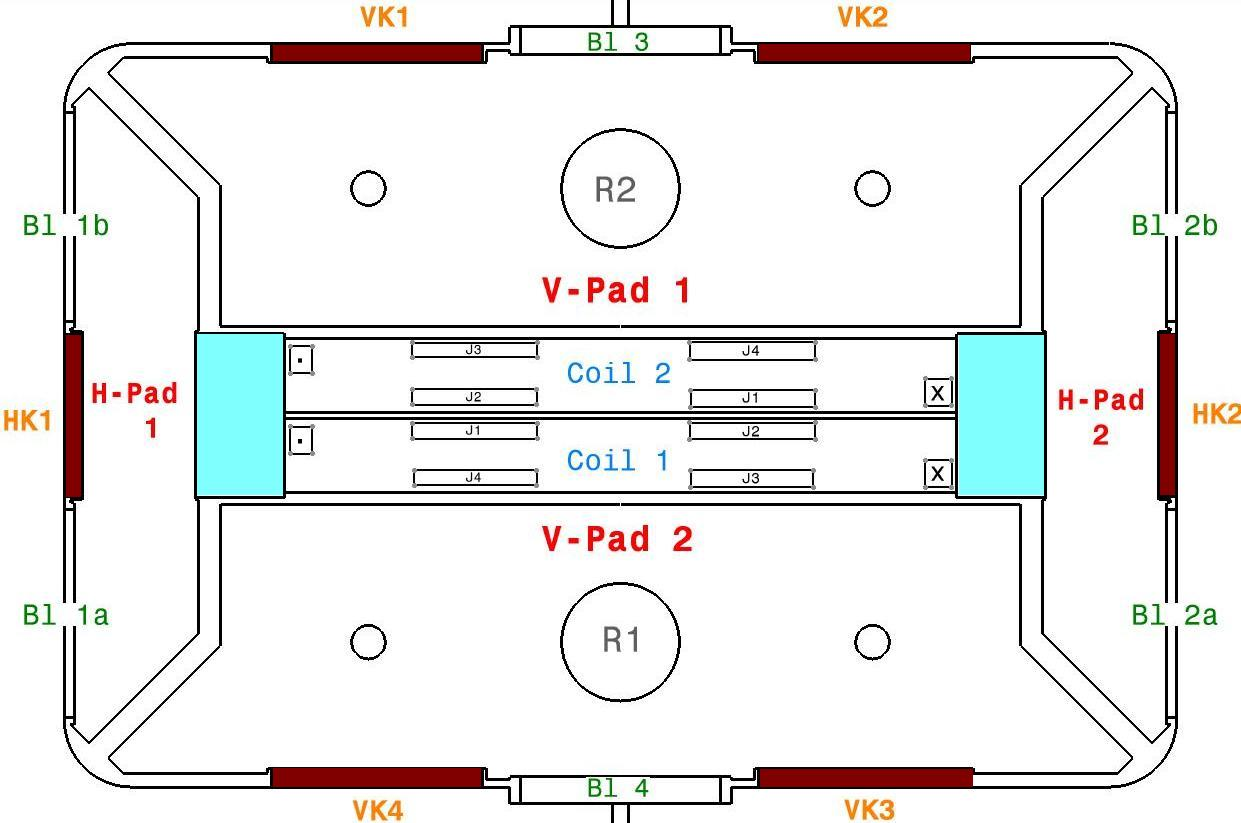 VK1
VK2
Bl 3
R2
Bl 1b
Bl 2b
V-Pad 1
J3
J4
Coil 2
J2
J1
X
H-Pad
1
HK1
H-Pad
2
HK2
J1
J2
Coil 1
J4
J3
X
V-Pad 2
Bl 1a
Bl 2a
R1
Bl 4
VK4
VK3